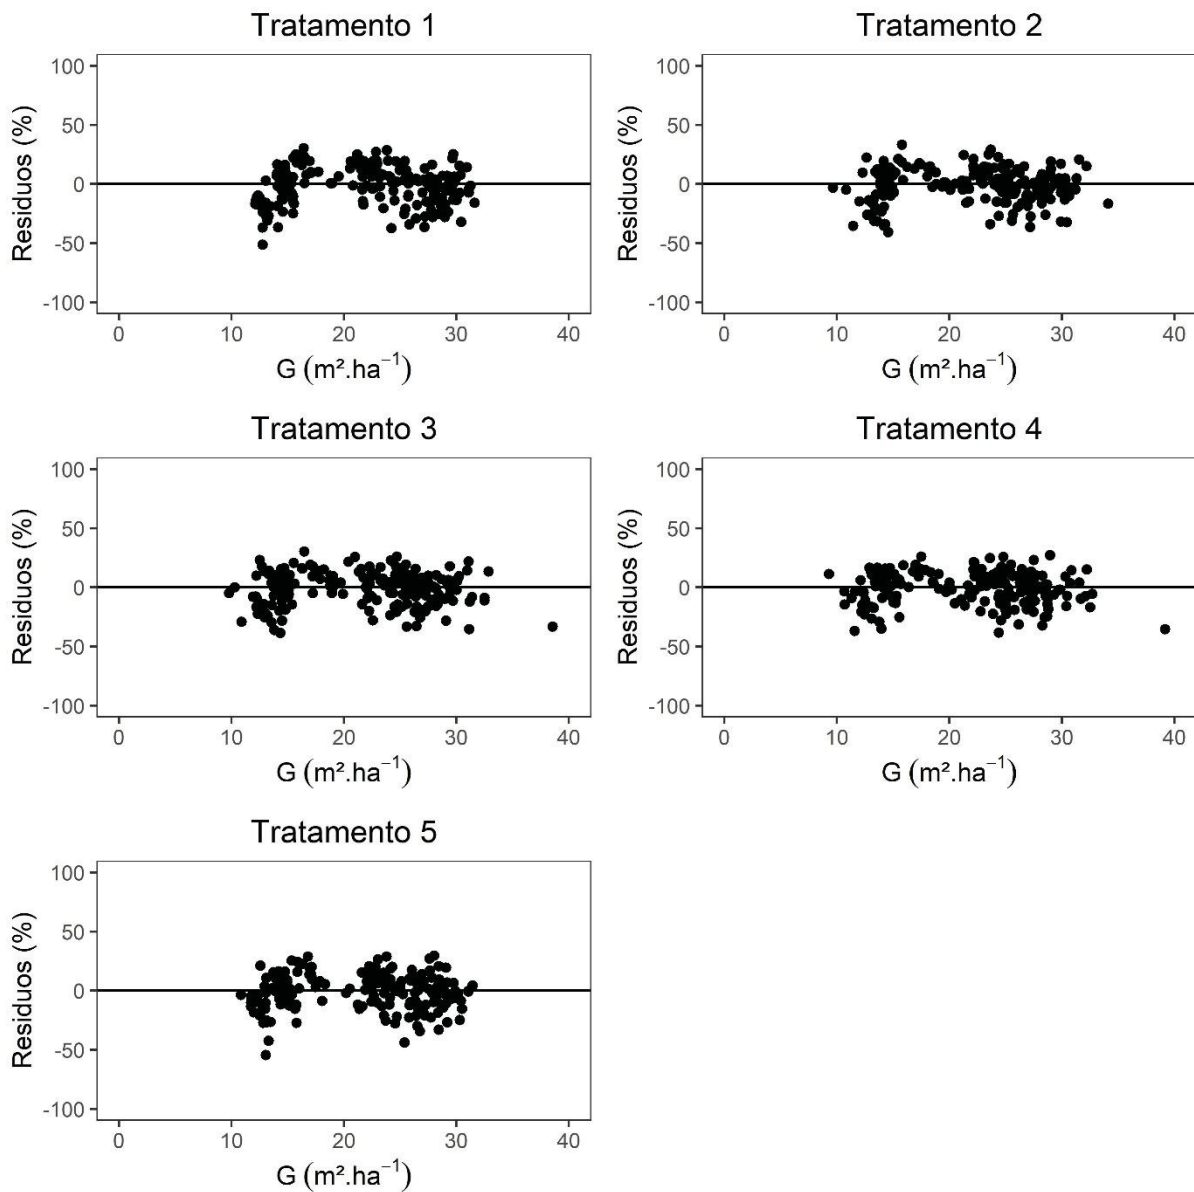 Tratamento 1
Residuos (%)
100
50
0
-50
-100
0 10 20 30 40
G (m².ha⁻¹)
Tratamento 2
Residuos (%)
100
50
0
-50
-100
0 10 20 30 40
G (m².ha⁻¹)
Tratamento 3
Residuos (%)
100
50
0
-50
-100
0 10 20 30 40
G (m².ha⁻¹)
Tratamento 4
Residuos (%)
100
50
0
-50
-100
0 10 20 30 40
G (m².ha⁻¹)
Tratamento 5
Residuos (%)
100
50
0
-50
-100
0 10 20 30 40
G (m².ha⁻¹)